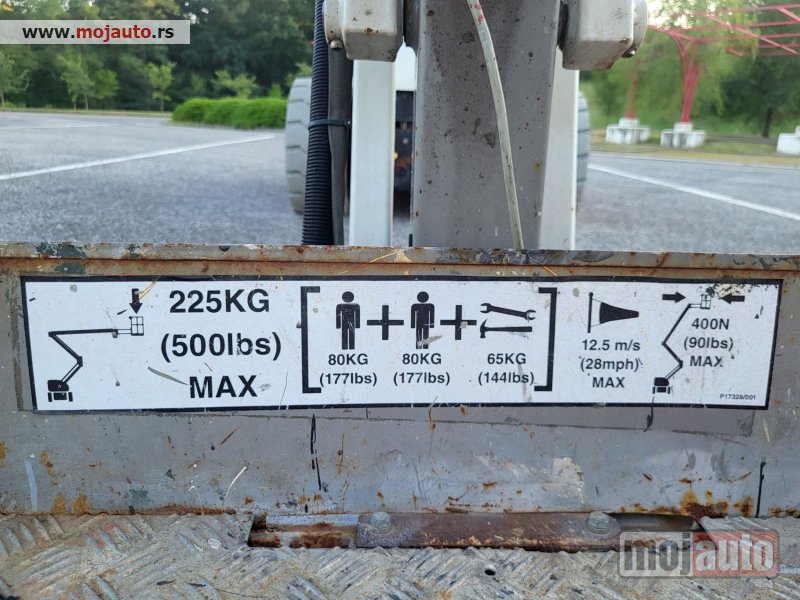 www.mojauto.rs
225KG
(500lbs)
MAX
80KG
(177lbs)
80KG
(177lbs)
65KG
(144lbs)
12.5 m/s
(28mph)
MAX
400N
(90lbs)
MAX
P17328/001
mojauto